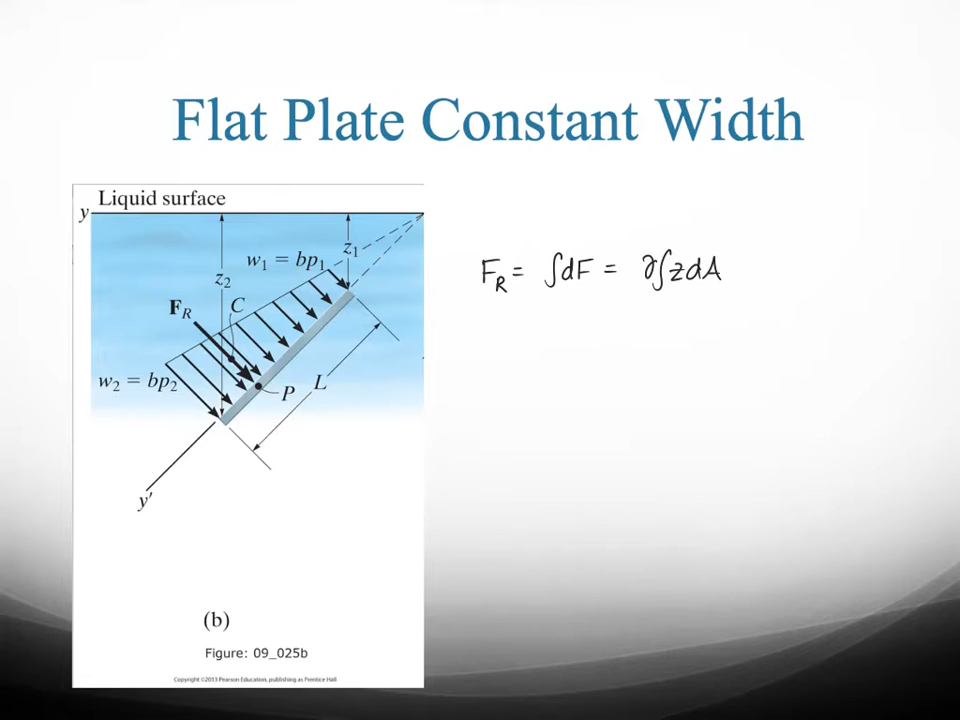 Flat Plate Constant Width
Liquid surface
y
z₁
w₁ = bp₁
z₂
F_R
C
w₂ = bp₂
P
L
y′
(b)
Figure: 09_025b
Copyright ©2013 Pearson Education, publishing as Prentice Hall
F_R = ∫dF = γ∫zdA